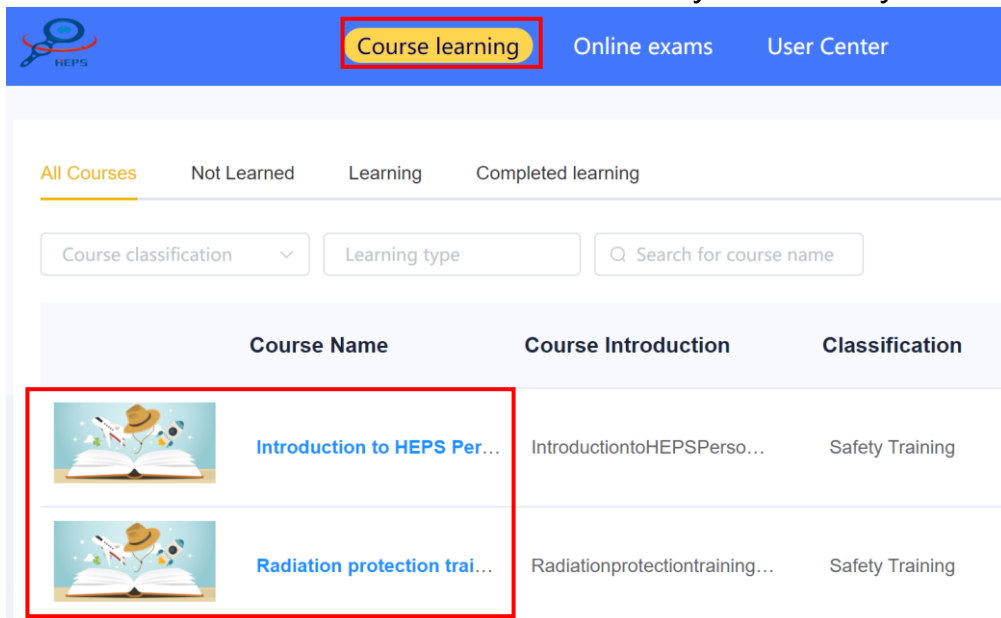 HEPS
Course learning Online exams User Center
All Courses Not Learned Learning Completed learning
Course classification Learning type Search for course name
Course Name Course Introduction Classification
Introduction to HEPS Per... IntroductiontoHEPSPerso... Safety Training
Radiation protection trai... Radiationprotectiontraining... Safety Training